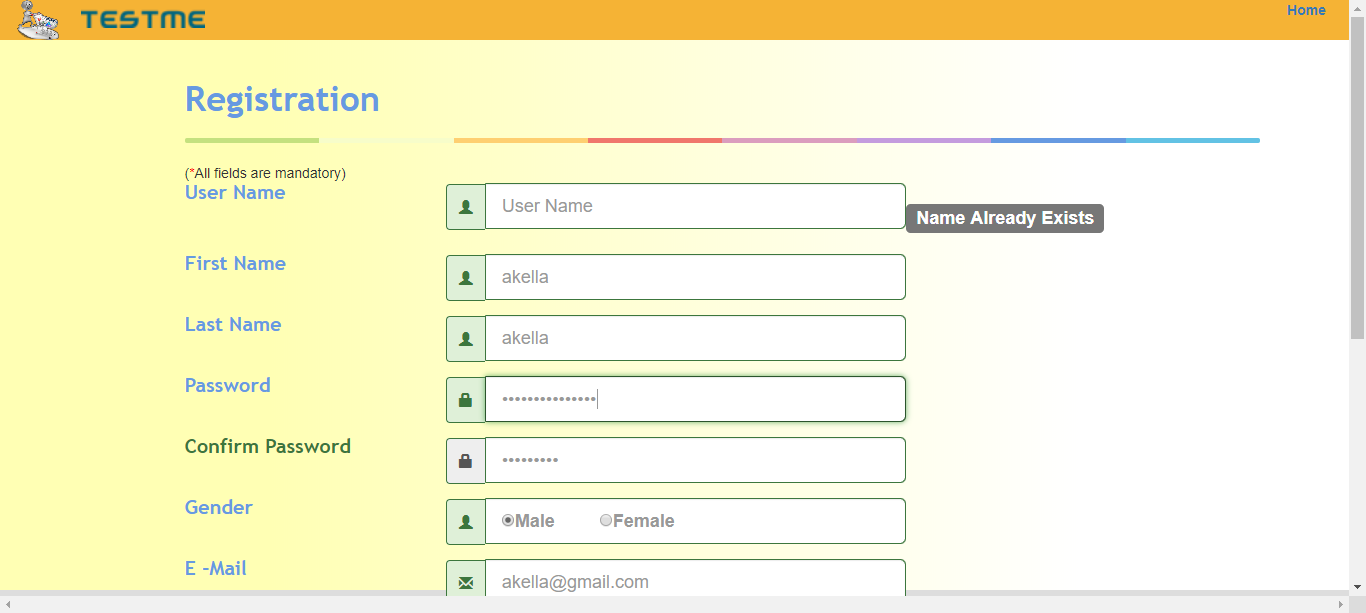 TESTME
Home
Registration
(*All fields are mandatory)
User Name
User Name
Name Already Exists
First Name
akella
Last Name
akella
Password
•••••••••••••••
Confirm Password
•••••••••
Gender
Male Female
E -Mail
akella@gmail.com